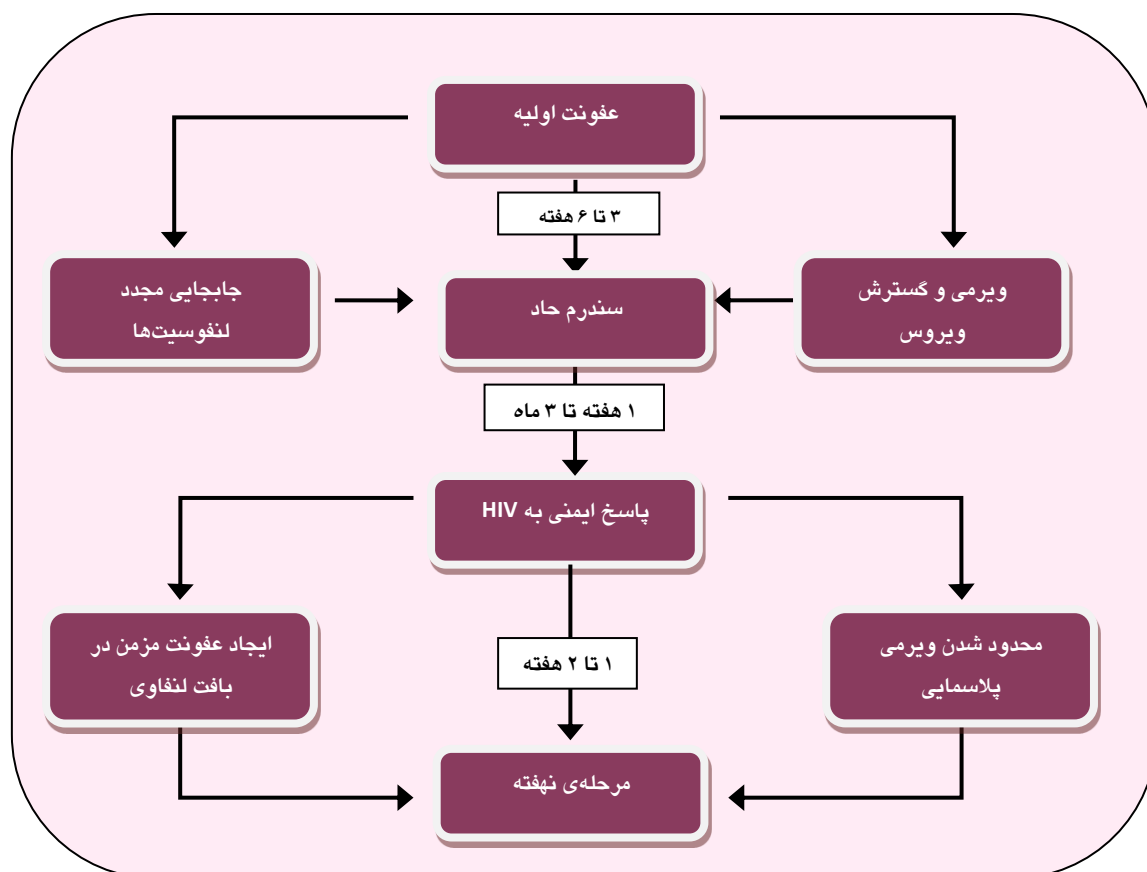 عفونت اولیه
۳ تا ۶ هفته
ویرمی و گسترش
ویروس
سندرم حاد
جابجایی مجدد
لنفوسیت‌ها
۱ هفته تا ۳ ماه
پاسخ ایمنی به HIV
محدود شدن ویرمی
پلاسمایی
۱ تا ۲ هفته
ایجاد عفونت مزمن در
بافت لنفاوی
مرحله‌ی نهفته